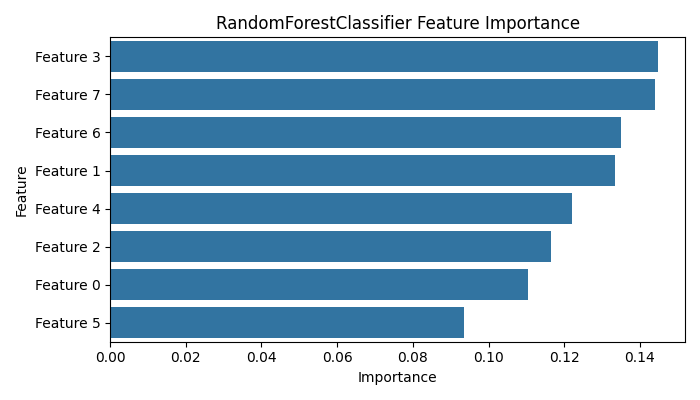 RandomForestClassifier Feature Importance
Feature 3
Feature 7
Feature 6
Feature 1
Feature 4
Feature 2
Feature 0
Feature 5
Feature
0.00 0.02 0.04 0.06 0.08 0.10 0.12 0.14
Importance